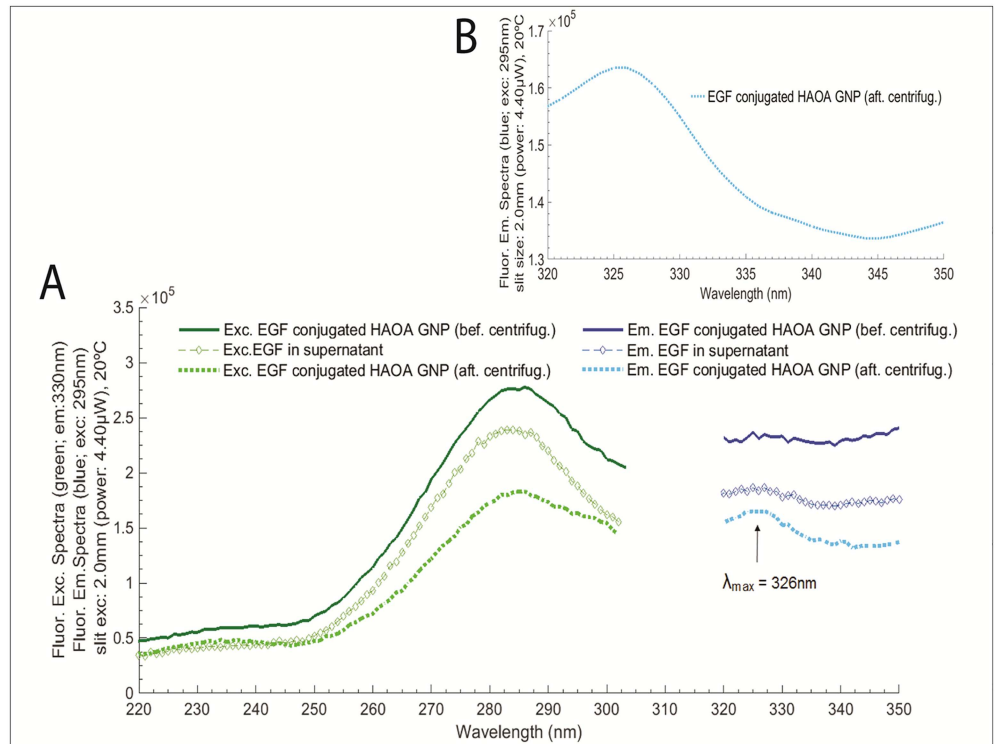 B
Fluor. Em. Spectra (blue; exc: 295nm)
slit size: 2.0mm (power: 4.40µW), 20ºC
×10⁵
1.7
1.6
1.5
1.4
1.3
320
325
330
335
340
345
350
Wavelength (nm)
EGF conjugated HAOA GNP (aft. centrifug.)
A
Fluor. Exc. Spectra (green; em:330nm)
Fluor. Em.Spectra (blue; exc: 295nm)
slit exc: 2.0mm (power: 4.40µW), 20ºC
×10⁵
3.5
3
2.5
2
1.5
1
0.5
0
Exc. EGF conjugated HAOA GNP (bef. centrifug.)
Exc.EGF in supernatant
Exc. EGF conjugated HAOA GNP (aft. centrifug.)
Em. EGF conjugated HAOA GNP (bef. centrifug.)
Em. EGF in supernatant
Em. EGF conjugated HAOA GNP (aft. centrifug.)
λmax = 326nm
220
230
240
250
260
270
280
290
300
310
320
330
340
350
Wavelength (nm)